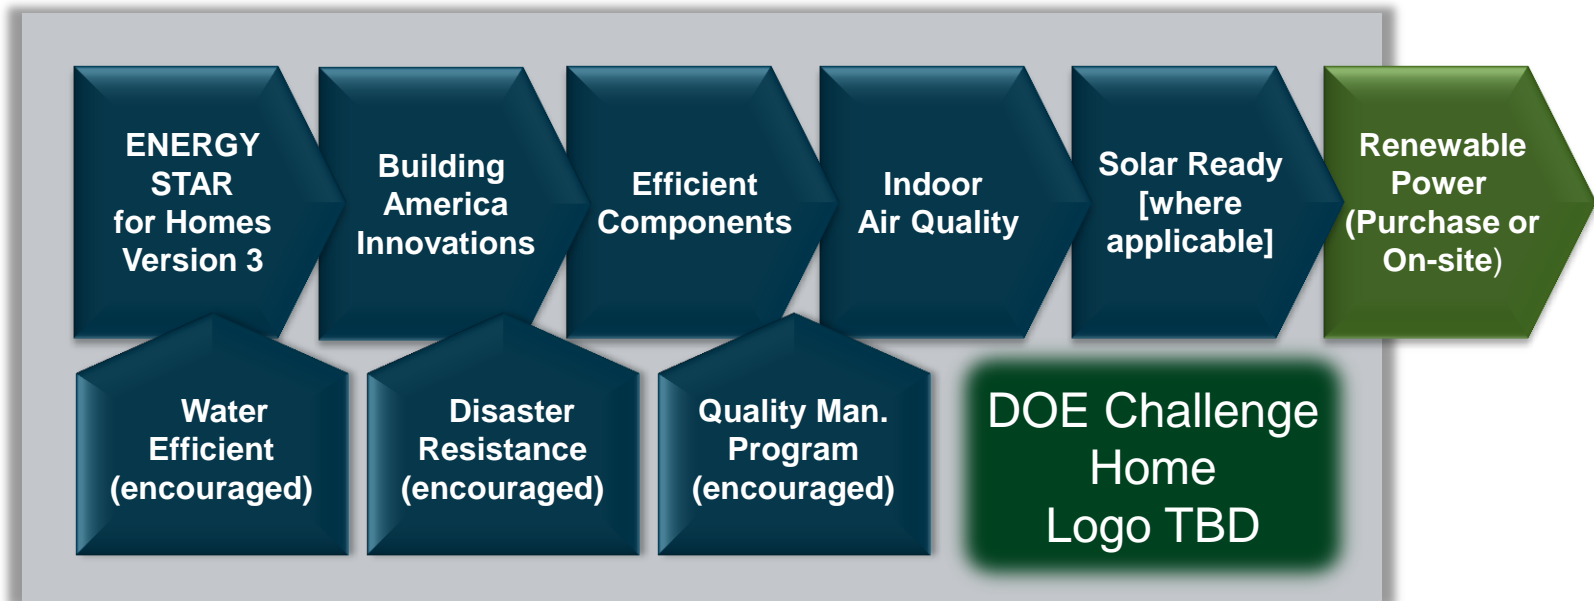 ENERGY
STAR
for Homes
Version 3
Building
America
Innovations
Efficient
Components
Indoor
Air Quality
Solar Ready
[where
applicable]
Renewable
Power
(Purchase or
On-site)
Water
Efficient
(encouraged)
Disaster
Resistance
(encouraged)
Quality Man.
Program
(encouraged)
DOE Challenge
Home
Logo TBD